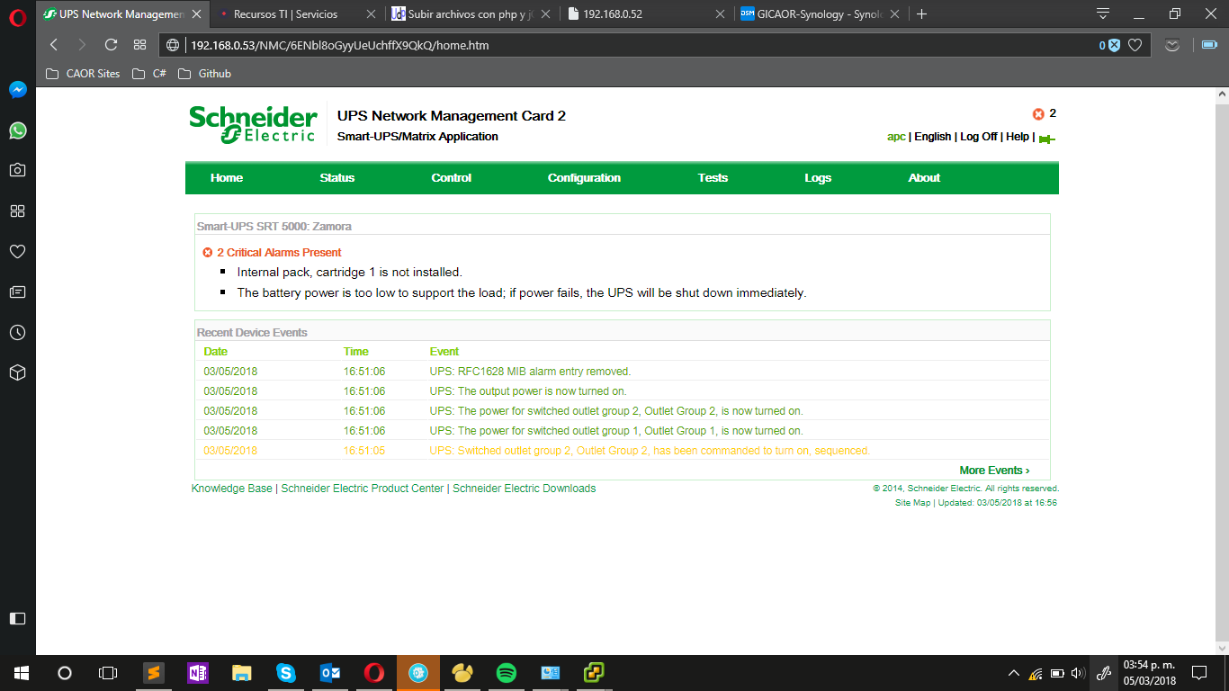 UPS Network Managemen
Recursos TI | Servicios
Subir archivos con php y j
192.168.0.52
DSM GICAOR-Synology - Synol
192.168.0.53/NMC/6ENbl8oGyyUeUchffX9QkQ/home.htm
0
CAOR Sites
C#
Github
Schneider Electric
UPS Network Management Card 2
Smart-UPS/Matrix Application
2
apc | English | Log Off | Help |
Home Status Control Configuration Tests Logs About
Smart-UPS SRT 5000: Zamora
2 Critical Alarms Present
Internal pack, cartridge 1 is not installed.
The battery power is too low to support the load; if power fails, the UPS will be shut down immediately.
Recent Device Events
Date Time Event
03/05/2018 16:51:06 UPS: RFC1628 MIB alarm entry removed.
03/05/2018 16:51:06 UPS: The output power is now turned on.
03/05/2018 16:51:06 UPS: The power for switched outlet group 2, Outlet Group 2, is now turned on.
03/05/2018 16:51:06 UPS: The power for switched outlet group 1, Outlet Group 1, is now turned on.
03/05/2018 16:51:05 UPS: Switched outlet group 2, Outlet Group 2, has been commanded to turn on, sequenced.
More Events ›
Knowledge Base | Schneider Electric Product Center | Schneider Electric Downloads
© 2014, Schneider Electric. All rights reserved.
Site Map | Updated: 03/05/2018 at 16:56
03:54 p. m.
05/03/2018